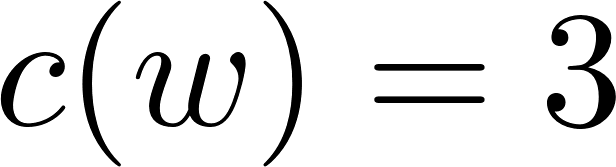 c(w) = 3